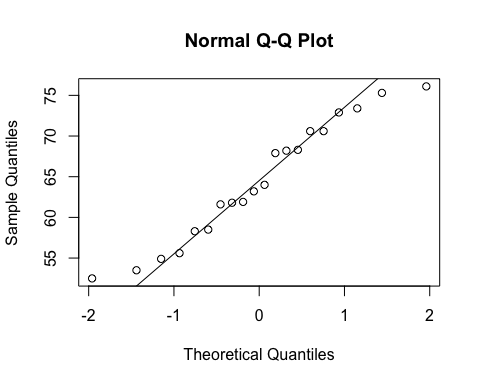 Normal Q-Q Plot
Sample Quantiles
75
70
65
60
55
-2 -1 0 1 2
Theoretical Quantiles